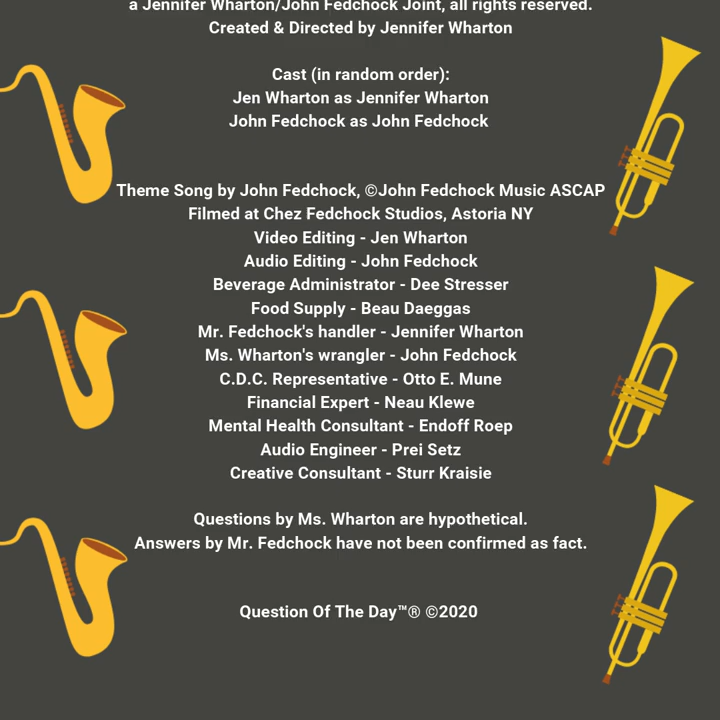 a Jennifer Wharton/John Fedchock Joint, all rights reserved.
Created & Directed by Jennifer Wharton
Cast (in random order):
Jen Wharton as Jennifer Wharton
John Fedchock as John Fedchock
Theme Song by John Fedchock, ©John Fedchock Music ASCAP
Filmed at Chez Fedchock Studios, Astoria NY
Video Editing - Jen Wharton
Audio Editing - John Fedchock
Beverage Administrator - Dee Stresser
Food Supply - Beau Daeggas
Mr. Fedchock's handler - Jennifer Wharton
Ms. Wharton's wrangler - John Fedchock
C.D.C. Representative - Otto E. Mune
Financial Expert - Neau Klewe
Mental Health Consultant - Endoff Roep
Audio Engineer - Prei Setz
Creative Consultant - Sturr Kraisie
Questions by Ms. Wharton are hypothetical.
Answers by Mr. Fedchock have not been confirmed as fact.
Question Of The Day™® ©2020